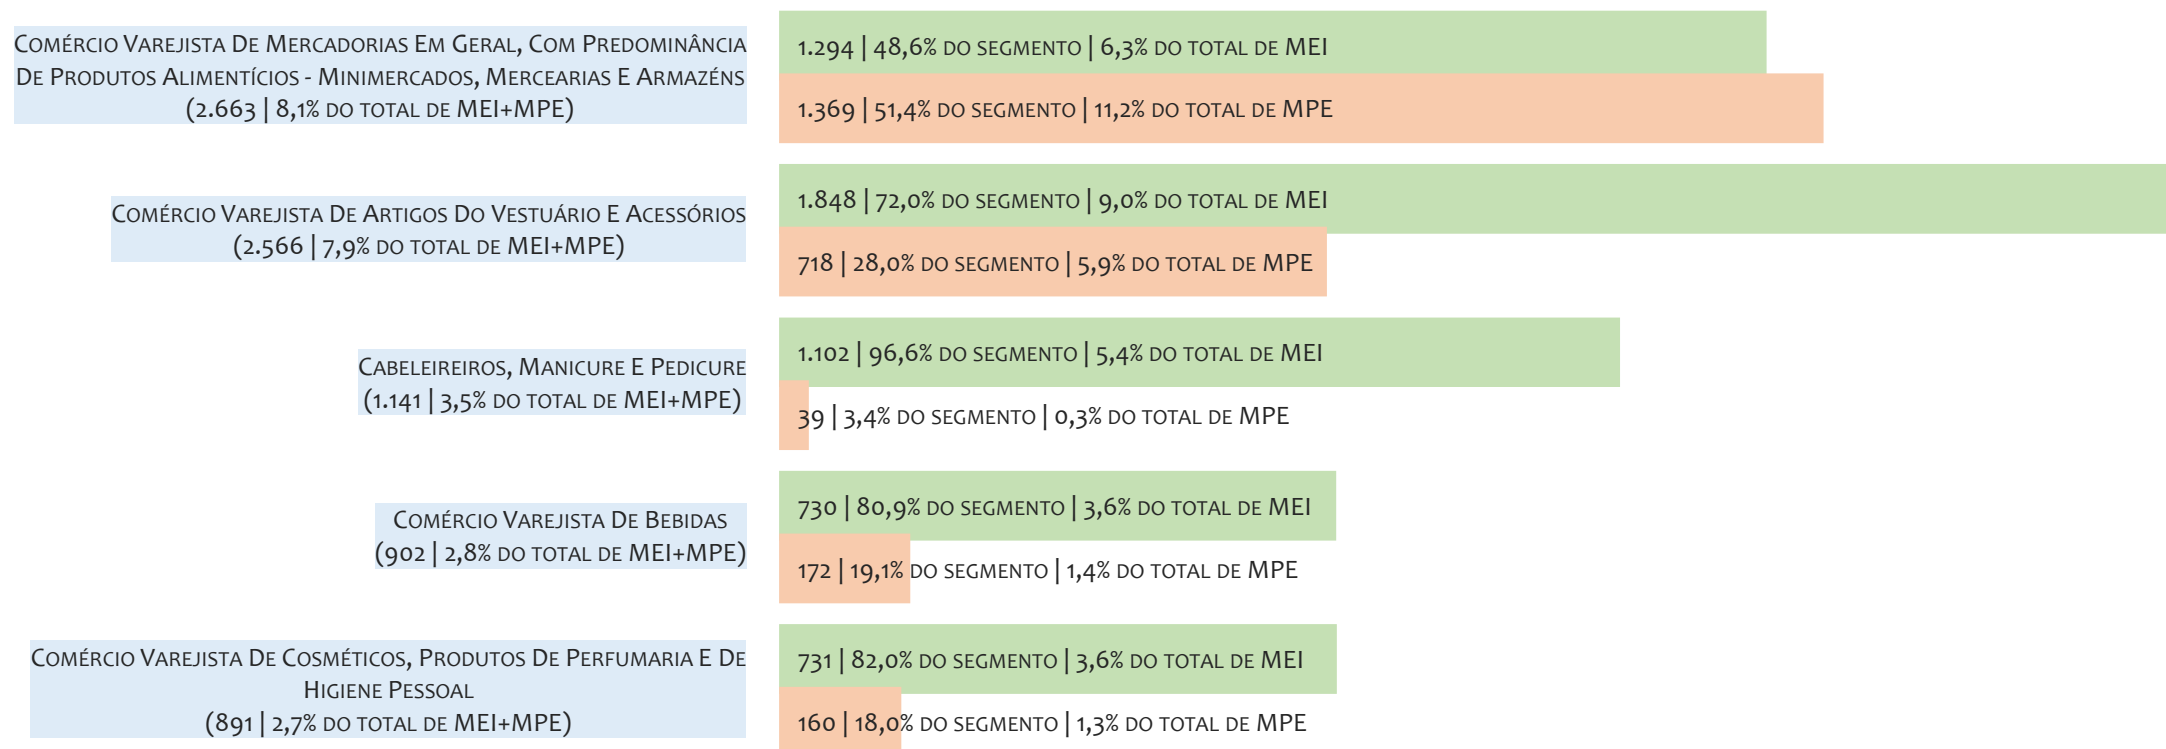 Comércio Varejista De Mercadorias Em Geral, Com Predominância
De Produtos Alimentícios - Minimercados, Mercearias E Armazéns
(2.663 | 8,1% do total de MEI+MPE)
1.294 | 48,6% do segmento | 6,3% do total de MEI
1.369 | 51,4% do segmento | 11,2% do total de MPE
Comércio Varejista De Artigos Do Vestuário E Acessórios
(2.566 | 7,9% do total de MEI+MPE)
1.848 | 72,0% do segmento | 9,0% do total de MEI
718 | 28,0% do segmento | 5,9% do total de MPE
Cabeleireiros, Manicure E Pedicure
(1.141 | 3,5% do total de MEI+MPE)
1.102 | 96,6% do segmento | 5,4% do total de MEI
39 | 3,4% do segmento | 0,3% do total de MPE
Comércio Varejista De Bebidas
(902 | 2,8% do total de MEI+MPE)
730 | 80,9% do segmento | 3,6% do total de MEI
172 | 19,1% do segmento | 1,4% do total de MPE
Comércio Varejista De Cosméticos, Produtos De Perfumaria E De
Higiene Pessoal
(891 | 2,7% do total de MEI+MPE)
731 | 82,0% do segmento | 3,6% do total de MEI
160 | 18,0% do segmento | 1,3% do total de MPE